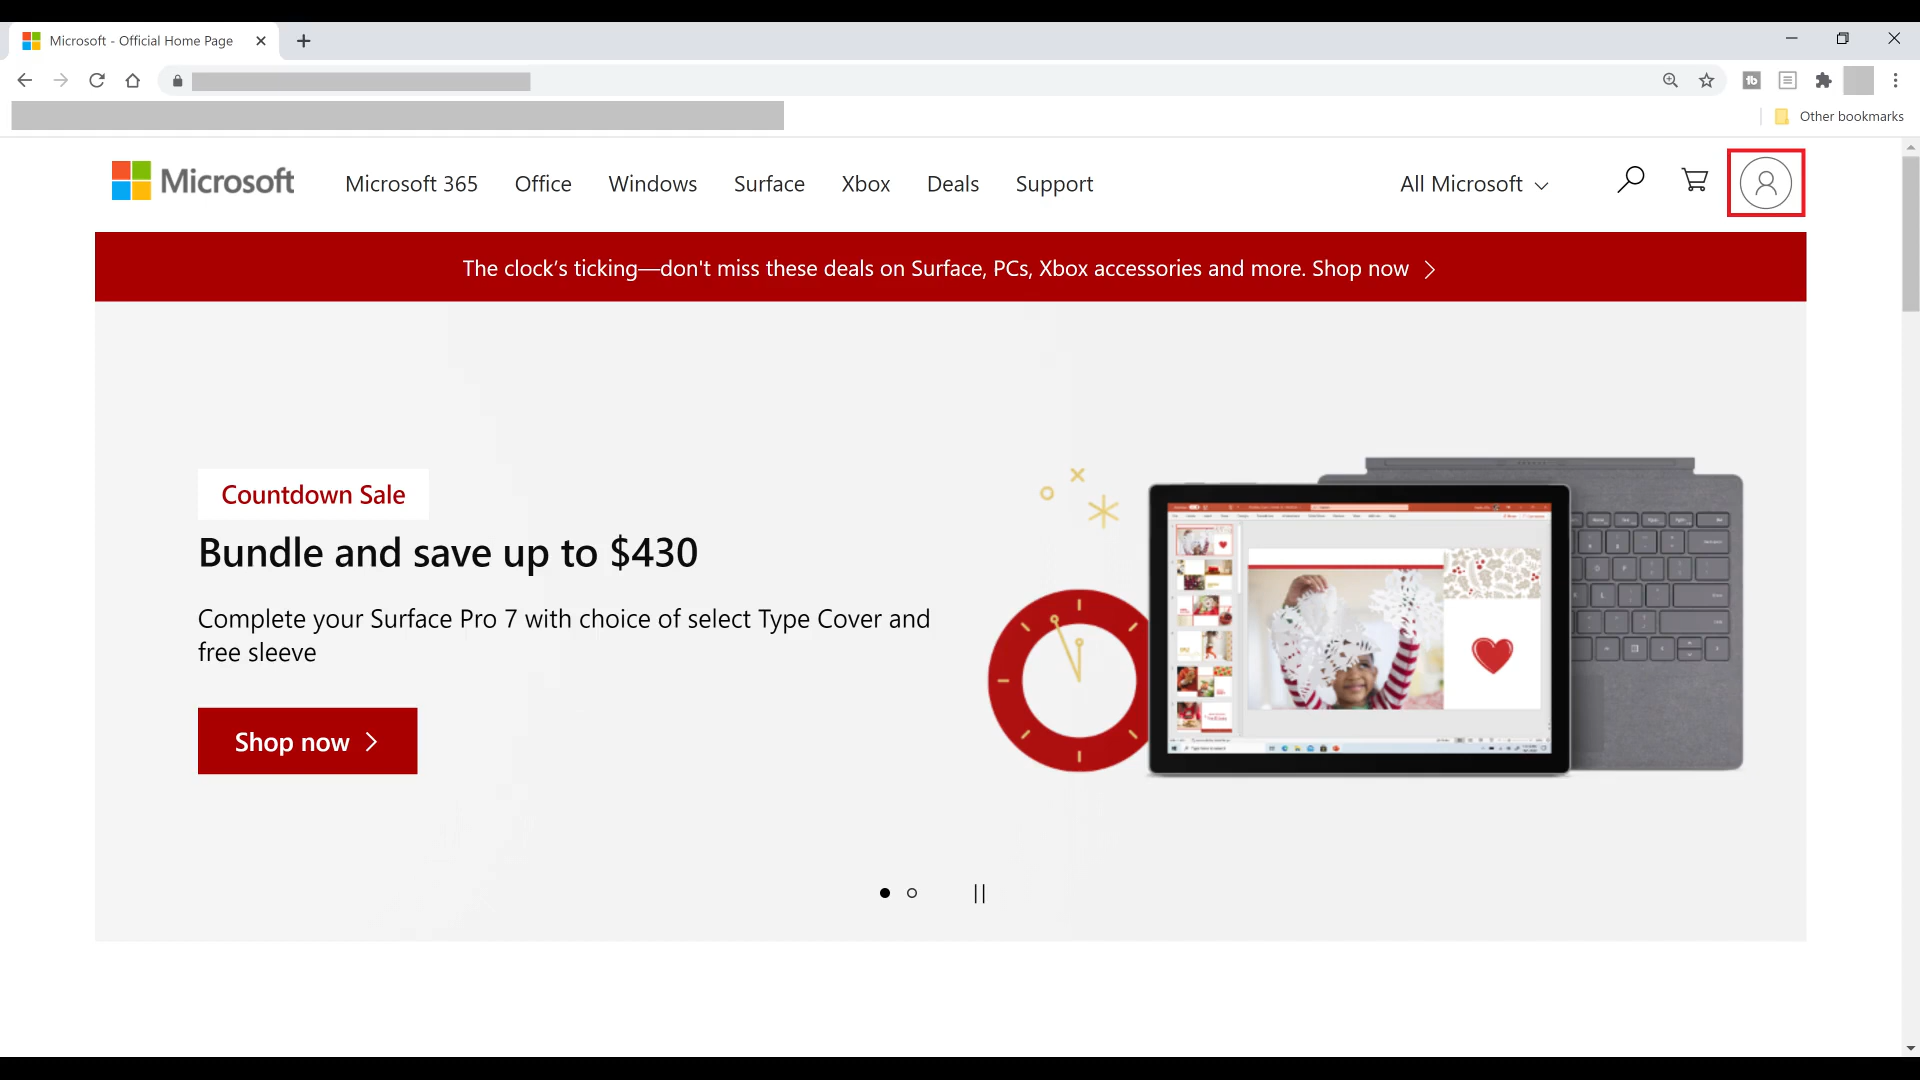 Microsoft - Official Home Page
Other bookmarks
Microsoft
Microsoft 365 Office Windows Surface Xbox Deals Support All Microsoft
The clock’s ticking—don't miss these deals on Surface, PCs, Xbox accessories and more. Shop now
Countdown Sale
Bundle and save up to $430
Complete your Surface Pro 7 with choice of select Type Cover and
free sleeve
Shop now